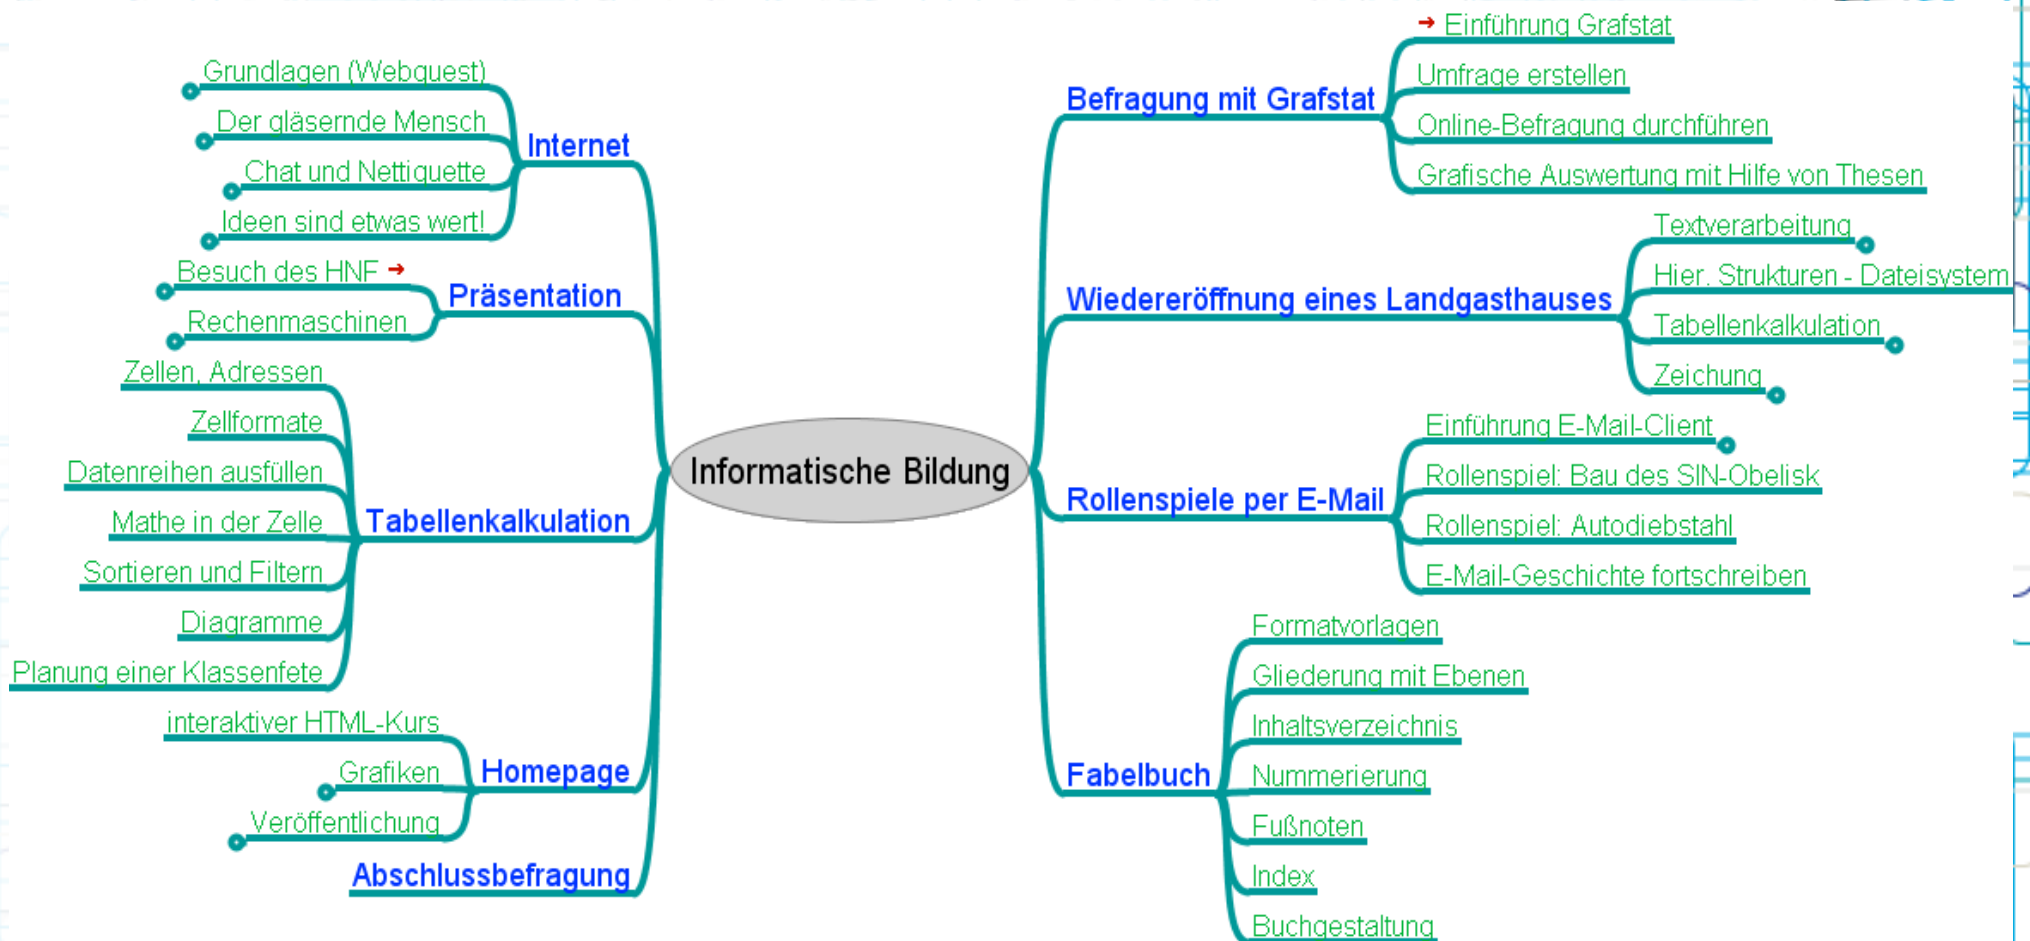 Grundlagen (Webquest)
Der gläsernde Mensch
Chat und Nettiquette
Ideen sind etwas wert!
Internet
Besuch des HNF
Rechenmaschinen
Präsentation
Zellen, Adressen
Zellformate
Datenreihen ausfüllen
Mathe in der Zelle
Sortieren und Filtern
Diagramme
Planung einer Klassenfete
Tabellenkalkulation
interaktiver HTML-Kurs
Grafiken
Veröffentlichung
Homepage
Abschlussbefragung
Informatische Bildung
Befragung mit Grafstat
Einführung Grafstat
Umfrage erstellen
Online-Befragung durchführen
Grafische Auswertung mit Hilfe von Thesen
Wiedereröffnung eines Landgasthauses
Textverarbeitung
Hier. Strukturen - Dateisystem
Tabellenkalkulation
Zeichung
Rollenspiele per E-Mail
Einführung E-Mail-Client
Rollenspiel: Bau des SIN-Obelisk
Rollenspiel: Autodiebstahl
E-Mail-Geschichte fortschreiben
Fabelbuch
Formatvorlagen
Gliederung mit Ebenen
Inhaltsverzeichnis
Nummerierung
Fußnoten
Index
Buchgestaltung